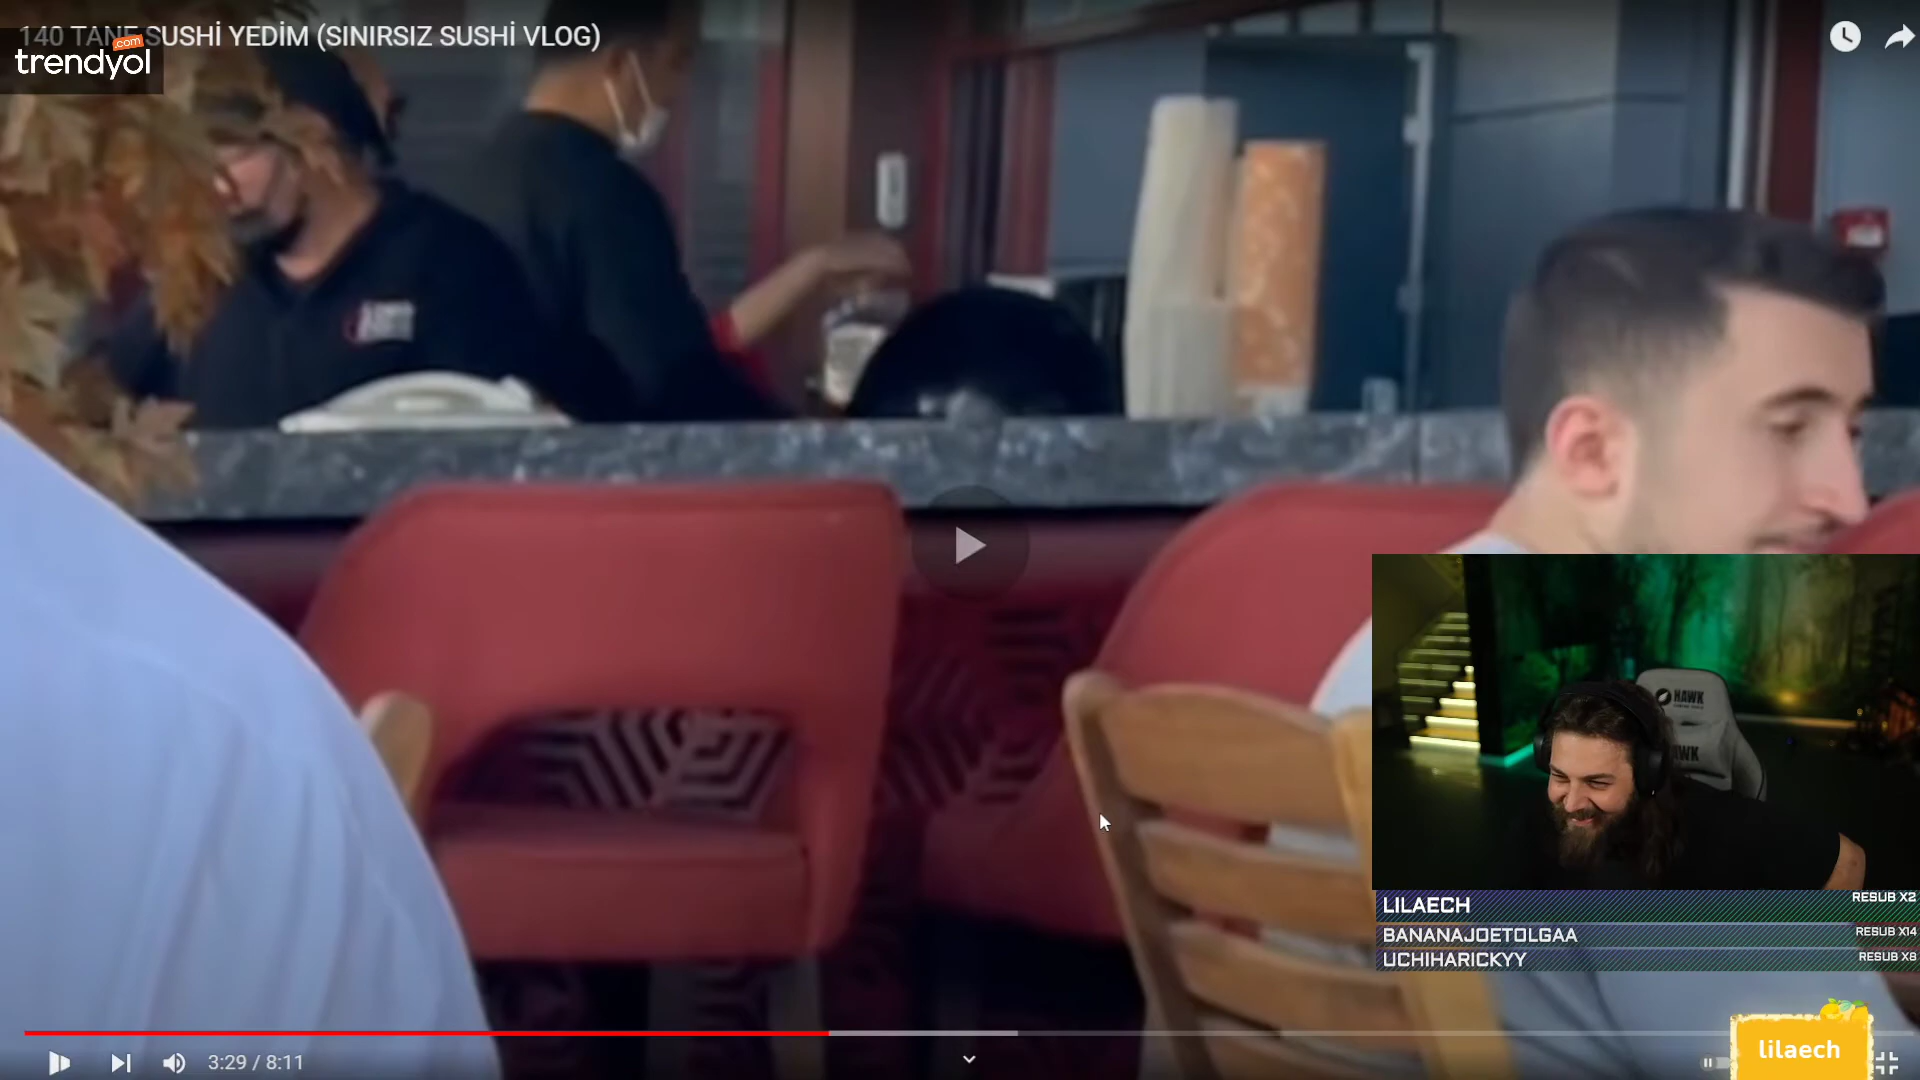 140 TANE SUSHİ YEDİM (SINIRSIZ SUSHİ VLOG)
.com
trendyol
HAWK
LILAECH RESUB X2
BANANAJOETOLGAA RESUB X14
UCHIHARICKYY RESUB X8
3:29 / 8:11
lilaech